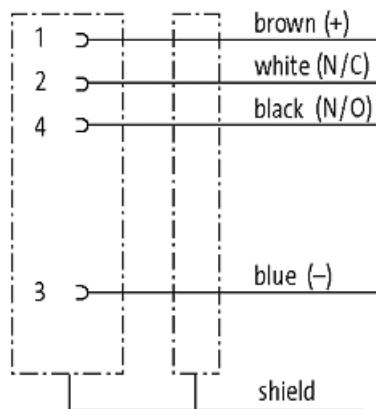 1 brown (+)
2 white (N/C)
4 black (N/O)
3 blue (–)
shield